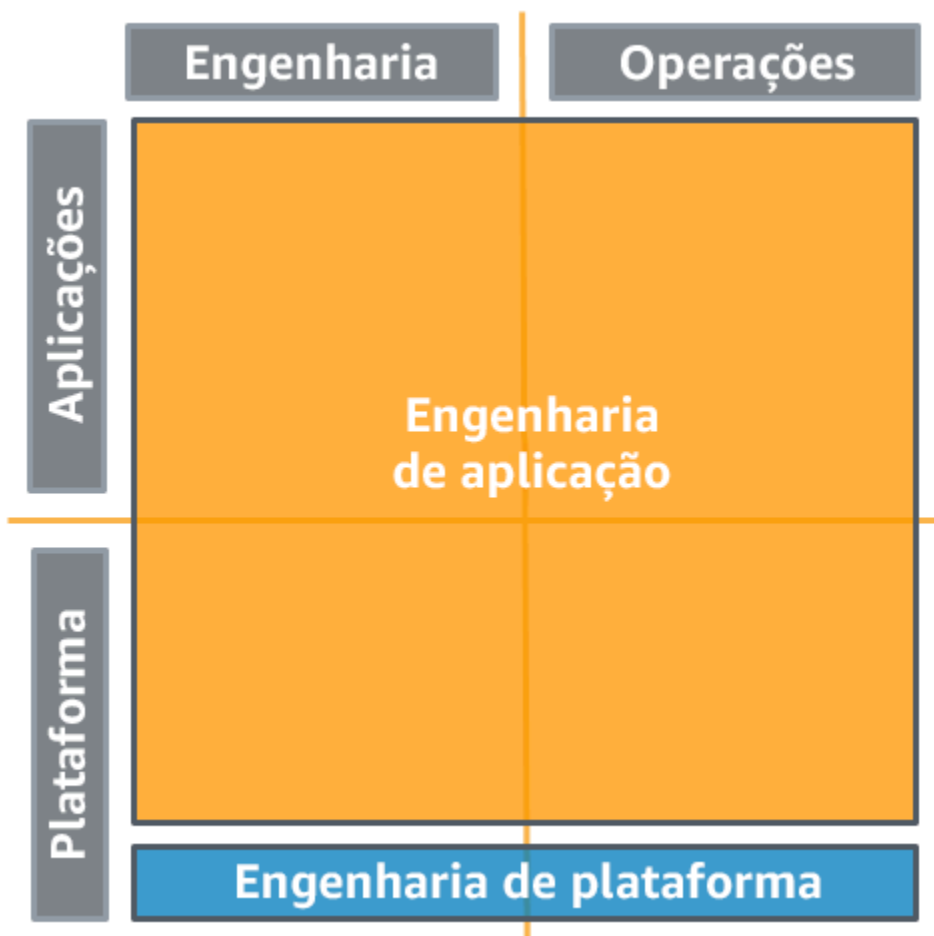 Engenharia
Operações
Aplicações
Engenharia
de aplicação
Plataforma
Engenharia de plataforma